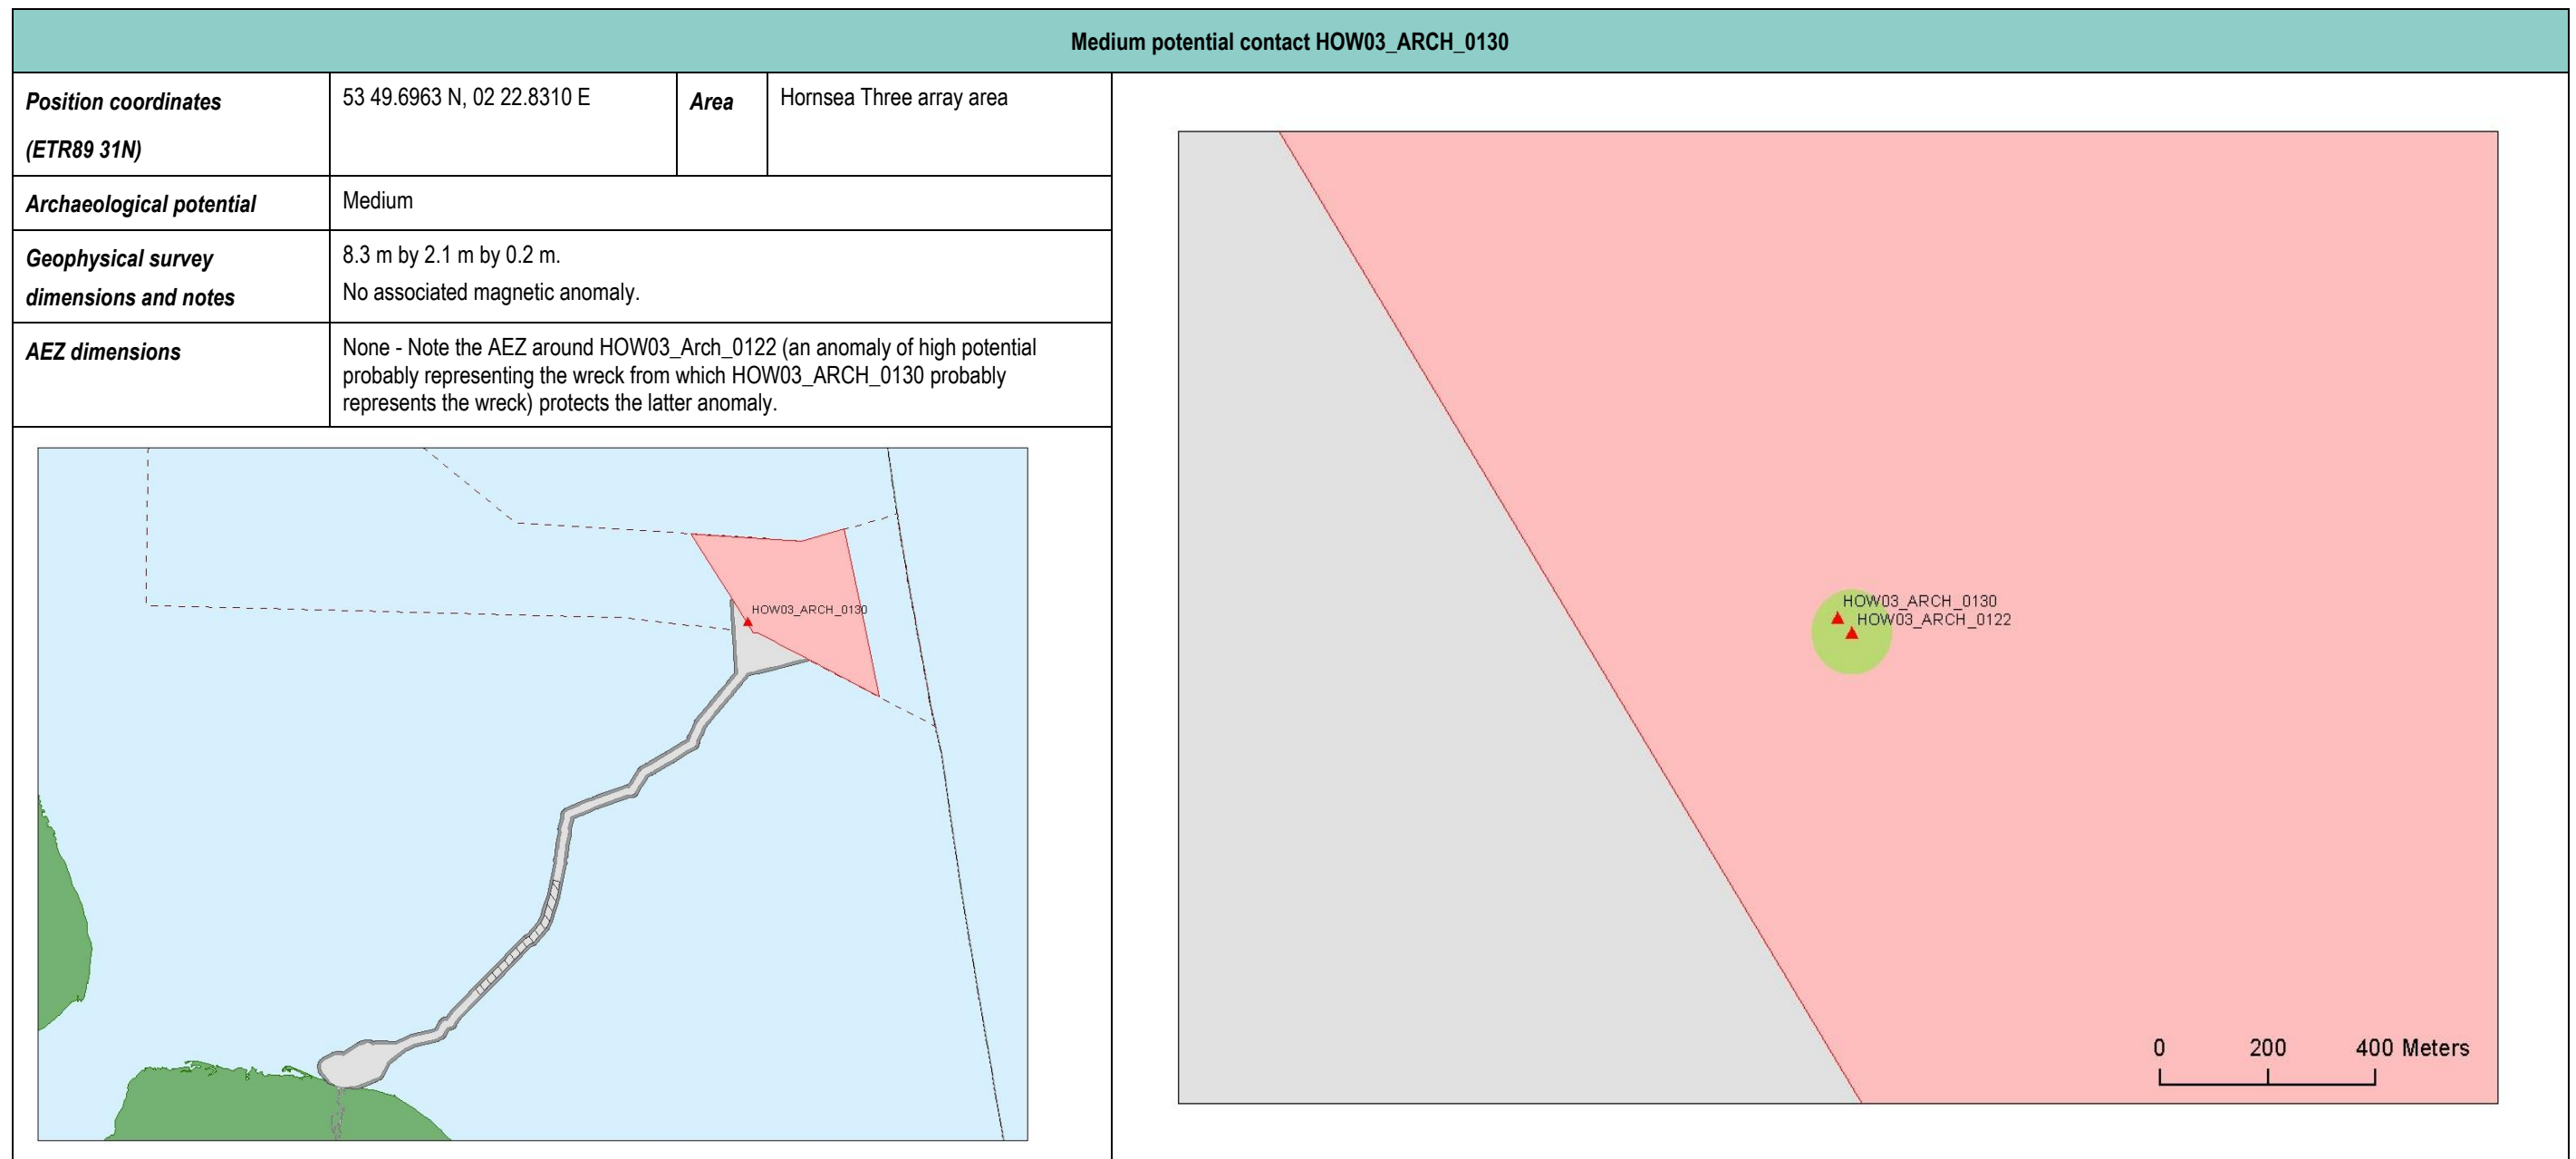 Medium potential contact HOW03_ARCH_0130
Position coordinates
(ETR89 31N)
53 49.6963 N, 02 22.8310 E
Area
Hornsea Three array area
Archaeological potential
Medium
Geophysical survey
dimensions and notes
8.3 m by 2.1 m by 0.2 m.
No associated magnetic anomaly.
AEZ dimensions
None - Note the AEZ around HOW03_Arch_0122 (an anomaly of high potential
probably representing the wreck from which HOW03_ARCH_0130 probably
represents the wreck) protects the latter anomaly.
HOW03_ARCH_0130
HOW03_ARCH_0130
HOW03_ARCH_0122
0 200 400 Meters